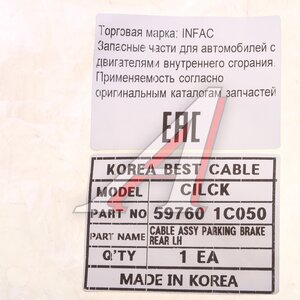 Торговая марка: INFAC
Запасные части для автомобилей с
двигателями внутреннего сгорания.
Применяемость согласно
оригинальным каталогам запчастей
EAC
KOREA BEST CABLE
MODEL CILCK
PART NO 59760 1C050
PART NAME CABLE ASSY PARKING BRAKE
REAR LH
Q'TY 1 EA
MADE IN KOREA